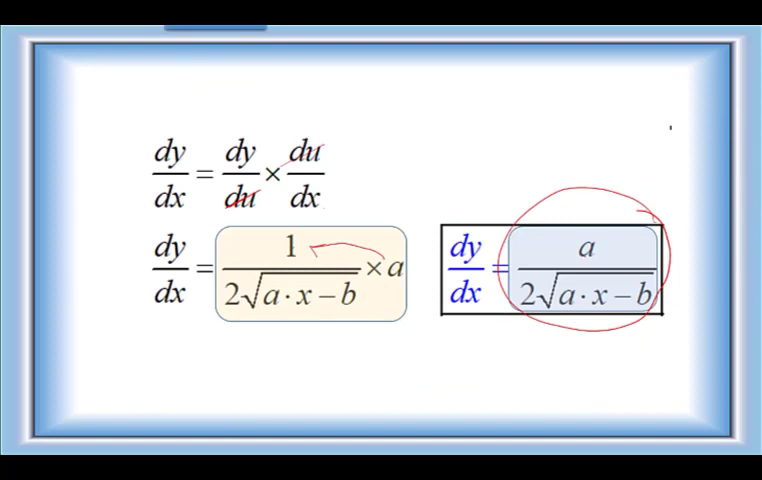 dy/dx = dy/du × du/dx
dy/dx = 1/(2√(a·x−b)) × a
dy/dx = a/(2√(a·x−b))